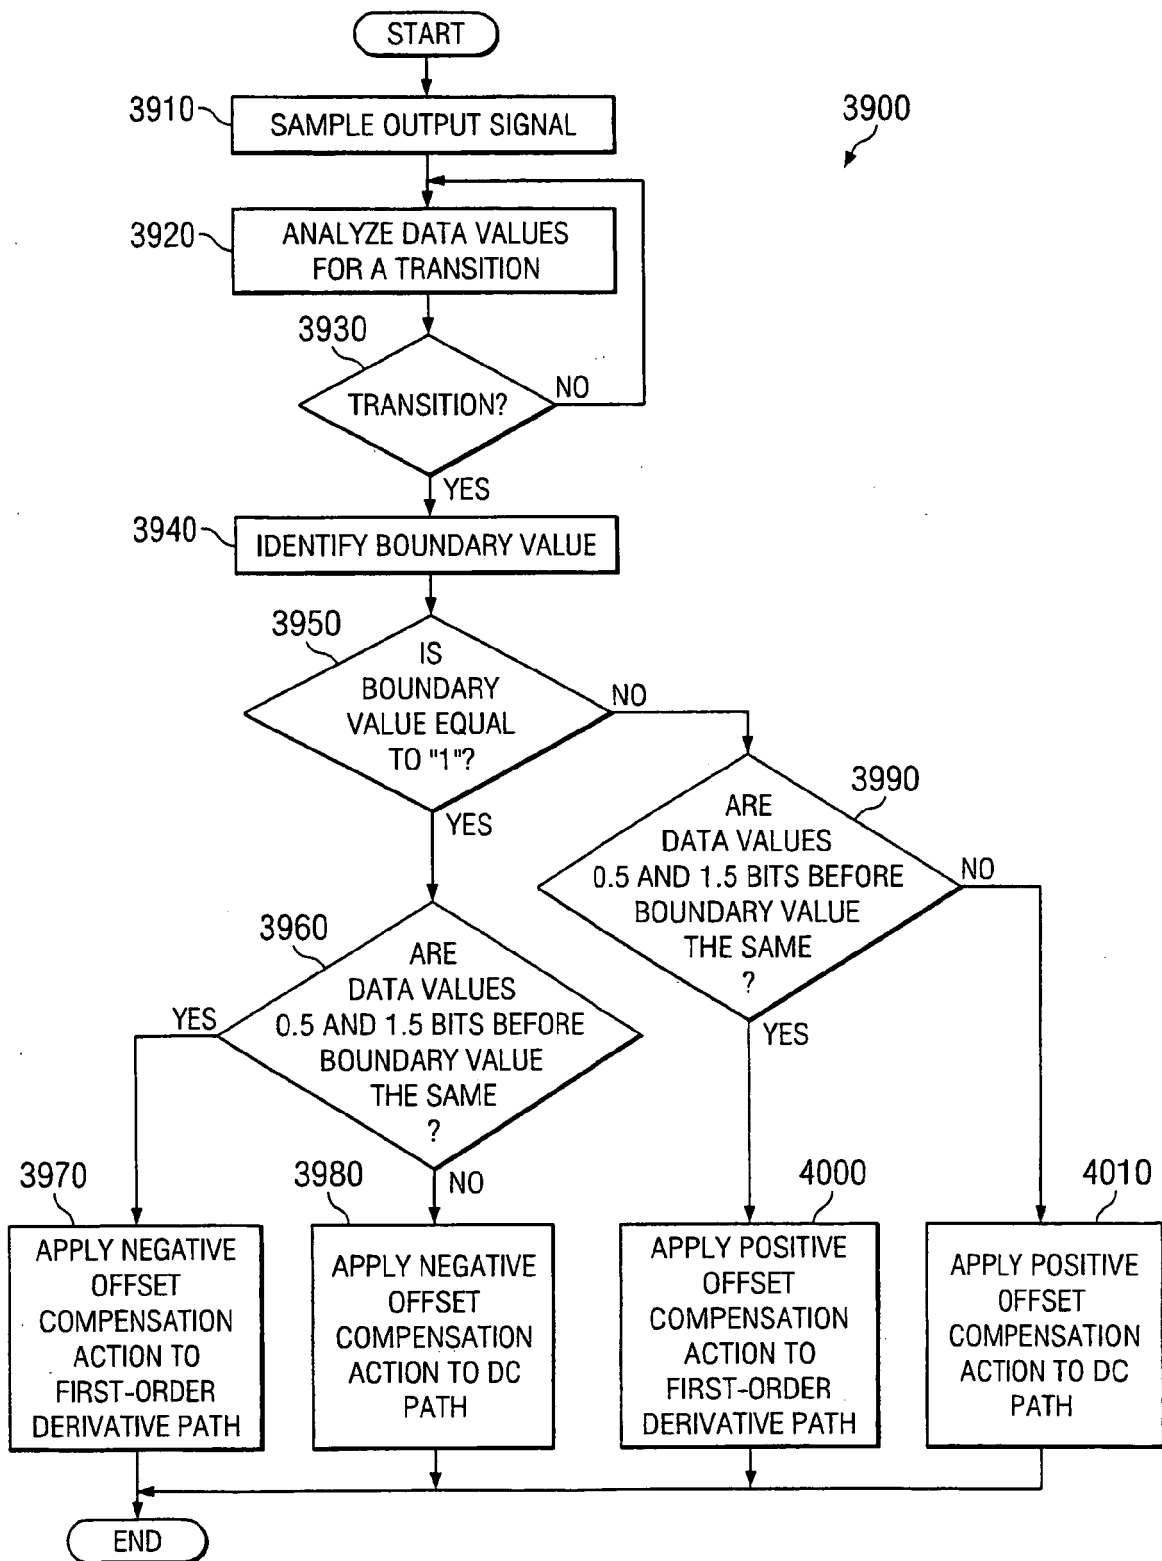 START
3910
SAMPLE OUTPUT SIGNAL
3900
3920
ANALYZE DATA VALUES
FOR A TRANSITION
3930
TRANSITION?
NO
YES
3940
IDENTIFY BOUNDARY VALUE
3950
IS
BOUNDARY
VALUE EQUAL
TO "1"?
NO
YES
3990
ARE
DATA VALUES
0.5 AND 1.5 BITS BEFORE
BOUNDARY VALUE
THE SAME
?
NO
YES
3960
ARE
DATA VALUES
0.5 AND 1.5 BITS BEFORE
BOUNDARY VALUE
THE SAME
?
YES
NO
3970
APPLY NEGATIVE
OFFSET
COMPENSATION
ACTION TO
FIRST-ORDER
DERIVATIVE PATH
3980
APPLY NEGATIVE
OFFSET
COMPENSATION
ACTION TO DC
PATH
4000
APPLY POSITIVE
OFFSET
COMPENSATION
ACTION TO
FIRST-ORDER
DERIVATIVE PATH
4010
APPLY POSITIVE
OFFSET
COMPENSATION
ACTION TO DC
PATH
END